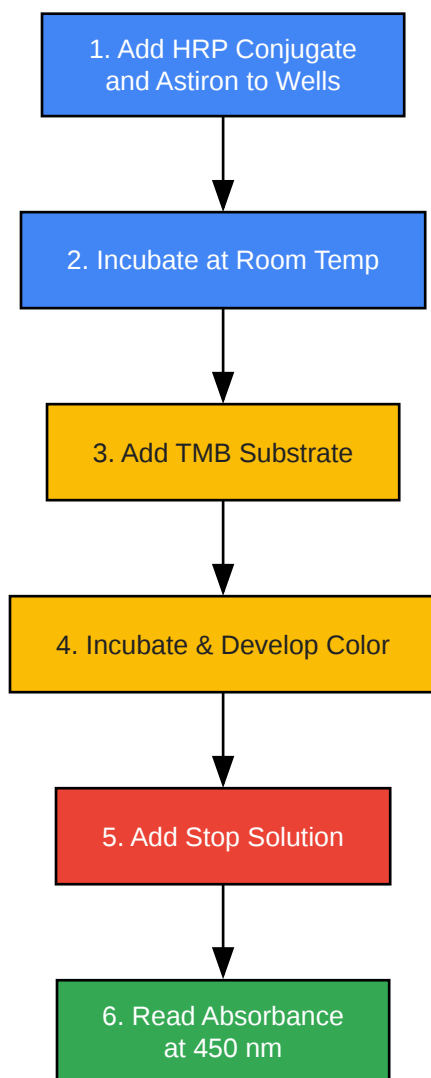 1. Add HRP Conjugate
and Astiron to Wells
2. Incubate at Room Temp
3. Add TMB Substrate
4. Incubate & Develop Color
5. Add Stop Solution
6. Read Absorbance
at 450 nm